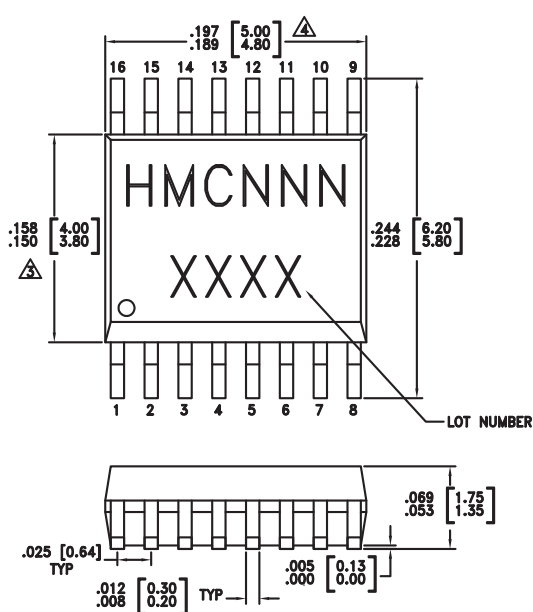 .197 [5.00] 4
.189 [4.80]
16 15 14 13 12 11 10 9
HMCNNN
.158 [4.00]
.150 [3.80]
3
.244 [6.20]
.228 [5.80]
XXXX
1 2 3 4 5 6 7 8
LOT NUMBER
.069 [1.75]
.053 [1.35]
.025 [0.64]
TYP
.012 [0.30]
.008 [0.20]
TYP
.005 [0.13]
.000 [0.00]